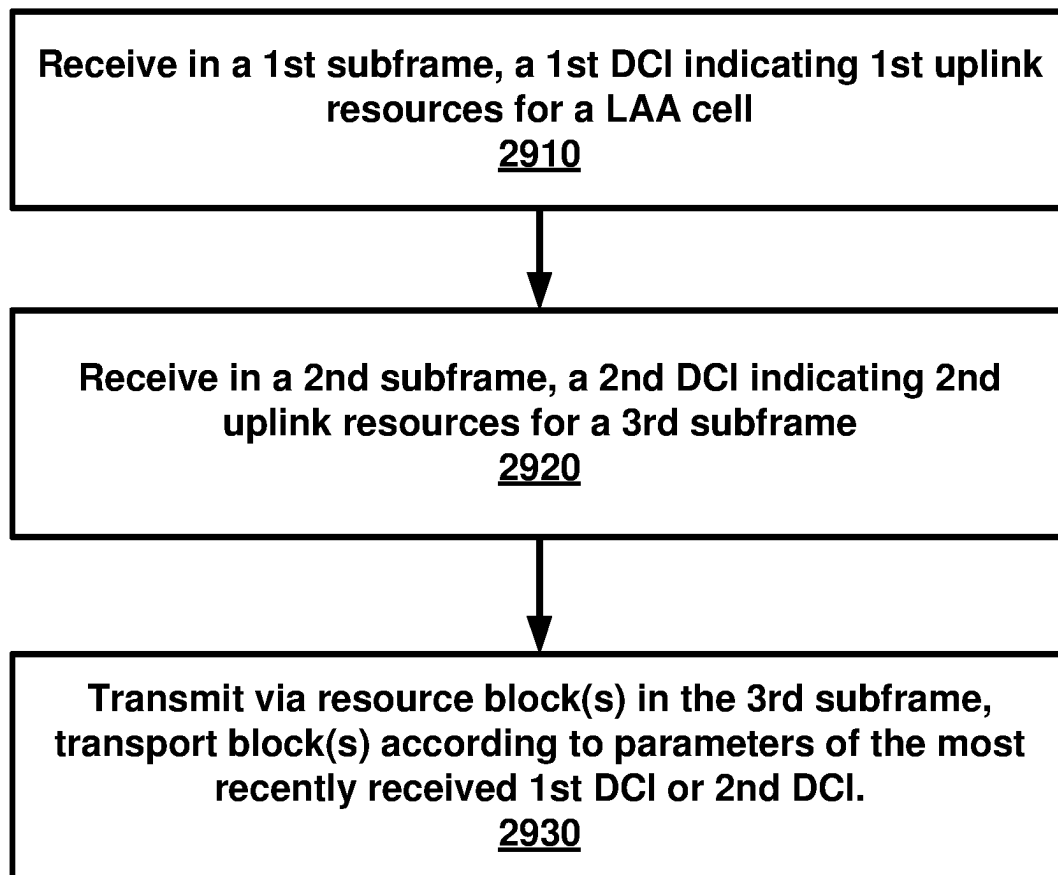 Receive in a 1st subframe, a 1st DCI indicating 1st uplink
resources for a LAA cell
2910
Receive in a 2nd subframe, a 2nd DCI indicating 2nd
uplink resources for a 3rd subframe
2920
Transmit via resource block(s) in the 3rd subframe,
transport block(s) according to parameters of the most
recently received 1st DCI or 2nd DCI.
2930